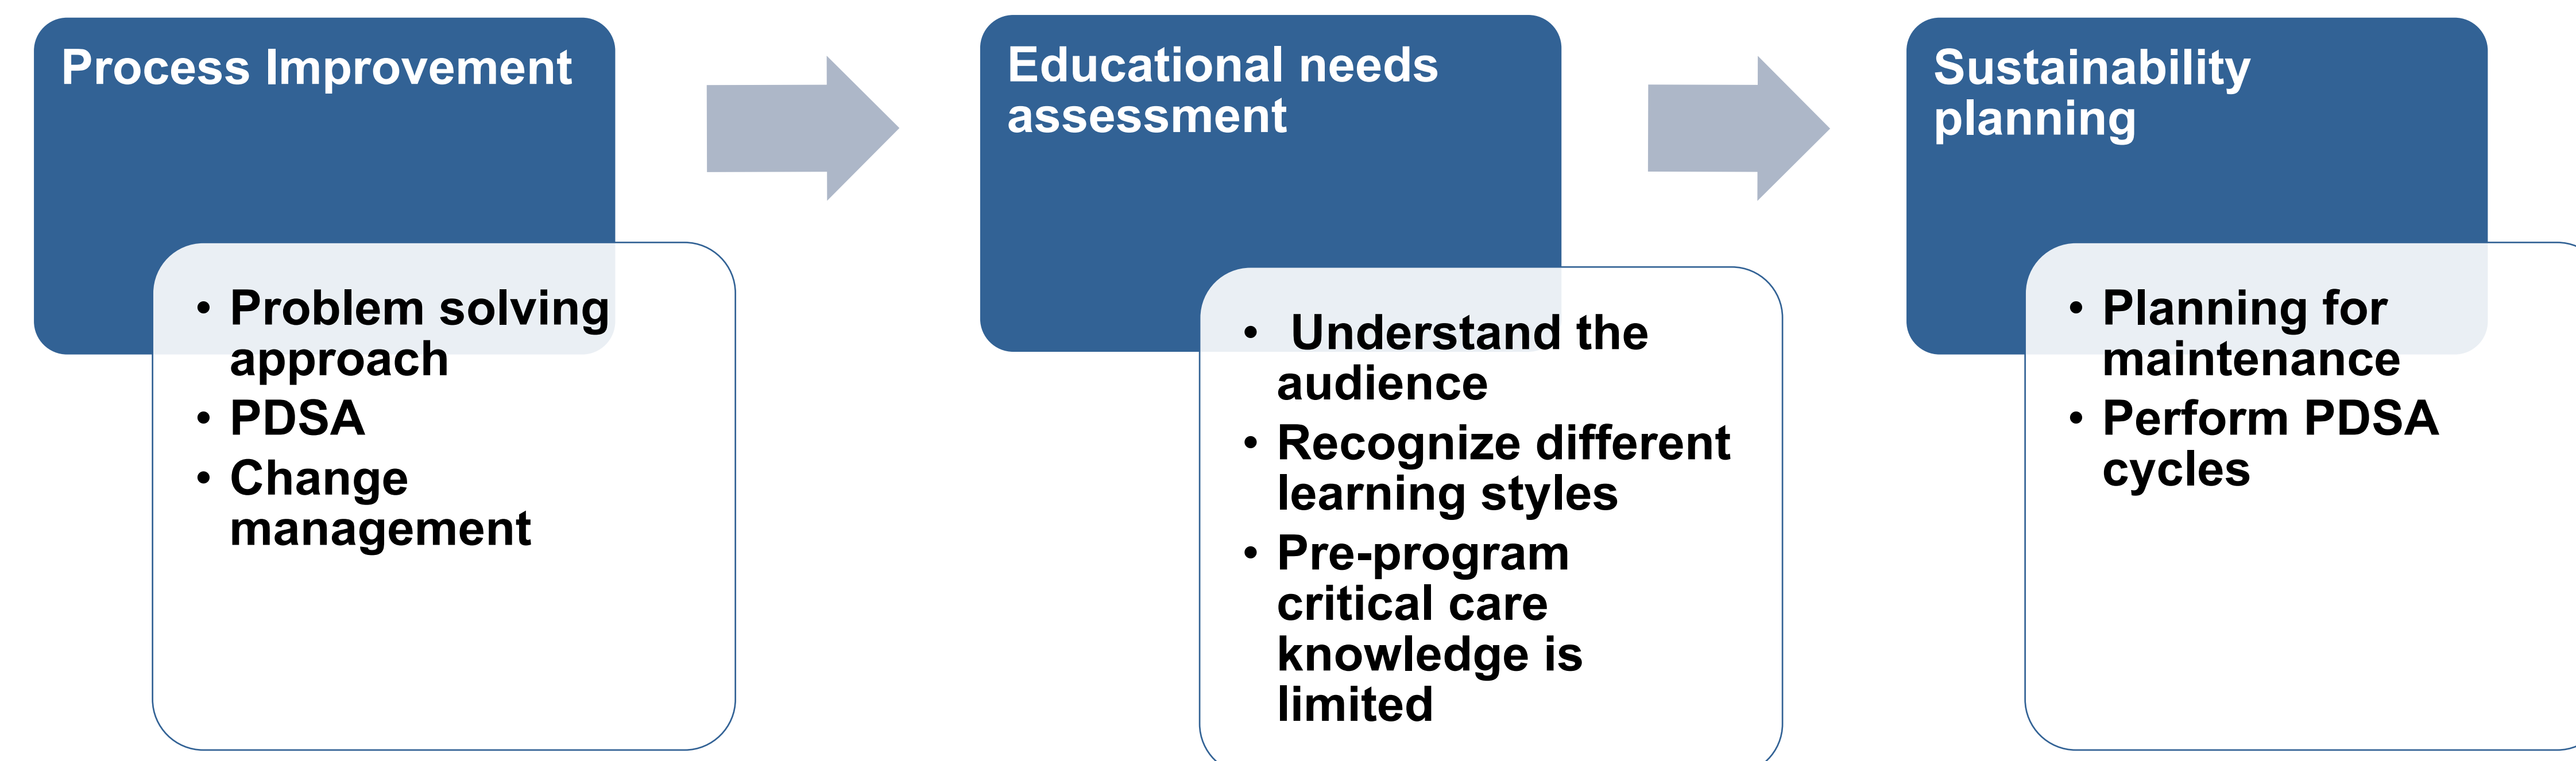 Process Improvement
• Problem solving
approach
• PDSA
• Change
management
Educational needs
assessment
• Understand the
audience
• Recognize different
learning styles
• Pre-program
critical care
knowledge is
limited
Sustainability
planning
• Planning for
maintenance
• Perform PDSA
cycles